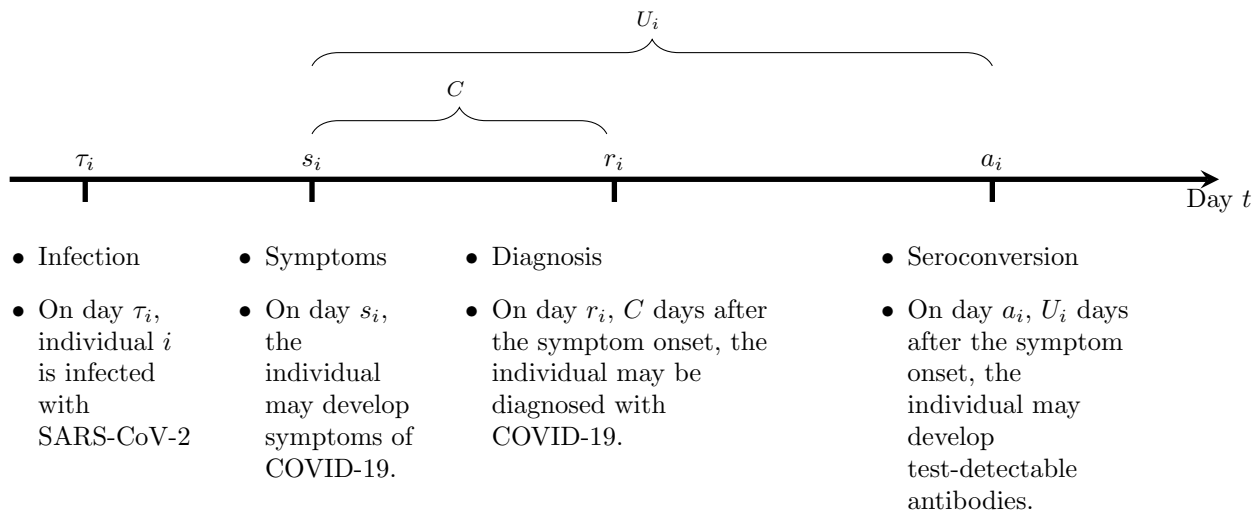 U_i
C
τ_i s_i r_i a_i
Day t
• Infection
• On day τ_i,
individual i
is infected
with
SARS-CoV-2
• Symptoms
• On day s_i,
the
individual
may develop
symptoms of
COVID-19.
• Diagnosis
• On day r_i, C days after
the symptom onset, the
individual may be
diagnosed with
COVID-19.
• Seroconversion
• On day a_i, U_i days
after the symptom
onset, the
individual may
develop
test-detectable
antibodies.